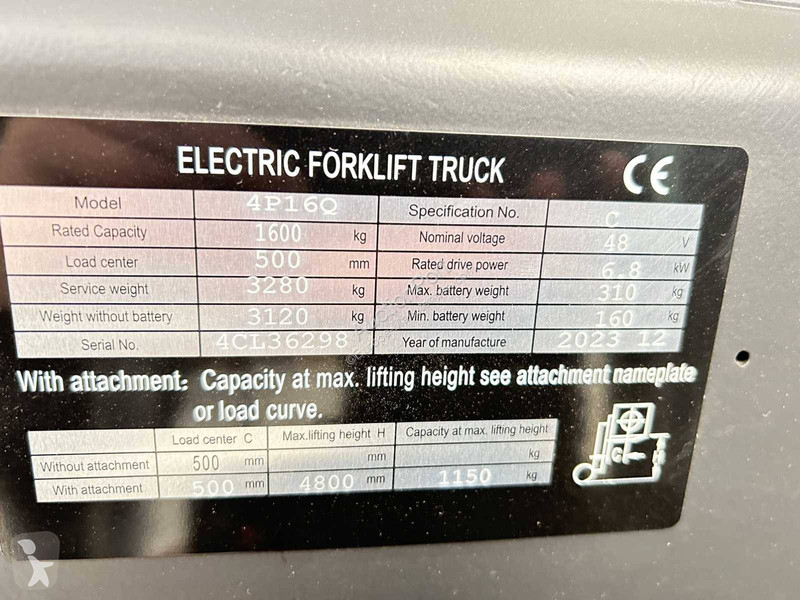 ELECTRIC FORKLIFT TRUCK CE
Model 4P16Q Specification No. C
Rated Capacity 1600 kg Nominal voltage 48 V
Load center 500 mm Rated drive power 6.8 kW
Service weight 3280 kg Max. battery weight 310 kg
Weight without battery 3120 kg Min. battery weight 160 kg
Serial No. 4CL36298 Year of manufacture 2023 12
With attachment: Capacity at max. lifting height see attachment nameplate
or load curve.
Load center C Max.lifting height H Capacity at max. lifting height
Without attachment 500 mm mm kg
With attachment 500 mm 4800 mm 1150 kg